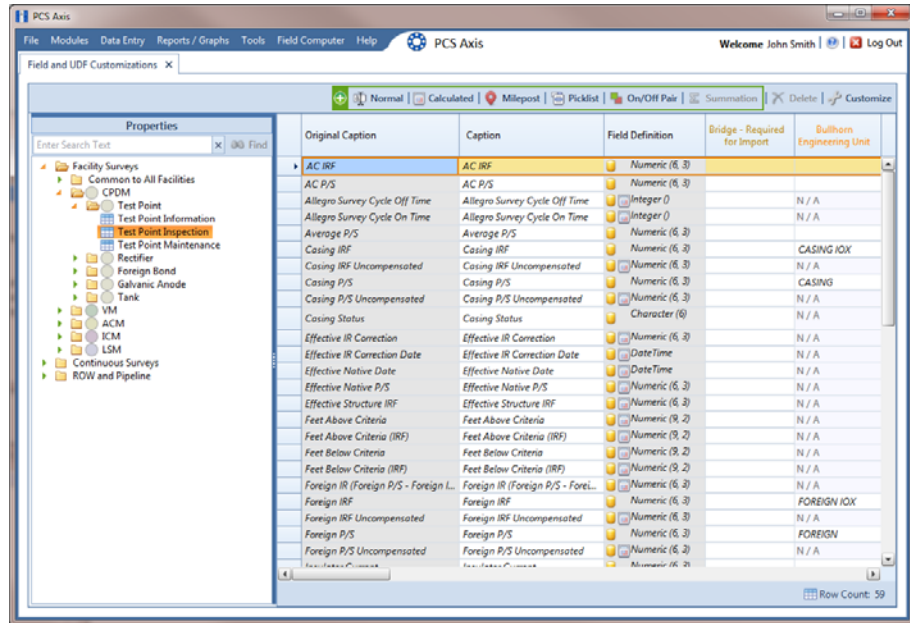 PCS Axis
File Modules Data Entry Reports / Graphs Tools Field Computer Help PCS Axis Welcome John Smith | Log Out
Field and UDF Customizations X
Normal | Calculated | Milepost | Picklist | On/Off Pair | Summation | Delete | Customize
Properties
Enter Search Text x Find
Facility Surveys
Common to All Facilities
CPDM
Test Point
Test Point Information
Test Point Inspection
Test Point Maintenance
Rectifier
Foreign Bond
Galvanic Anode
Tank
VM
ACM
ICM
LSM
Continuous Surveys
ROW and Pipeline
Original Caption Caption Field Definition Bridge - Required for Import Bullhorn Engineering Unit
AC IRF AC IRF Numeric (6, 3)
AC P/S AC P/S Numeric (6, 3)
Allegro Survey Cycle Off Time Allegro Survey Cycle Off Time Integer () N / A
Allegro Survey Cycle On Time Allegro Survey Cycle On Time Integer () N / A
Average P/S Average P/S Numeric (6, 3)
Casing IRF Casing IRF Numeric (6, 3) CASING IOX
Casing IRF Uncompensated Casing IRF Uncompensated Numeric (6, 3) N / A
Casing P/S Casing P/S Numeric (6, 3) CASING
Casing P/S Uncompensated Casing P/S Uncompensated Numeric (6, 3) N / A
Casing Status Casing Status Character (6) N / A
Effective IR Correction Effective IR Correction Numeric (6, 3) N / A
Effective IR Correction Date Effective IR Correction Date DateTime N / A
Effective Native Date Effective Native Date DateTime N / A
Effective Native P/S Effective Native P/S Numeric (6, 3) N / A
Effective Structure IRF Effective Structure IRF Numeric (6, 3) N / A
Feet Above Criteria Feet Above Criteria Numeric (9, 2) N / A
Feet Above Criteria (IRF) Feet Above Criteria (IRF) Numeric (9, 2) N / A
Feet Below Criteria Feet Below Criteria Numeric (9, 2) N / A
Feet Below Criteria (IRF) Feet Below Criteria (IRF) Numeric (9, 2) N / A
Foreign IR (Foreign P/S - Foreign I... Foreign IR (Foreign P/S - Forei... Numeric (6, 3) N / A
Foreign IRF Foreign IRF Numeric (6, 3) FOREIGN IOX
Foreign IRF Uncompensated Foreign IRF Uncompensated Numeric (6, 3) N / A
Foreign P/S Foreign P/S Numeric (6, 3) FOREIGN
Foreign P/S Uncompensated Foreign P/S Uncompensated Numeric (6, 3) N / A
Row Count: 59